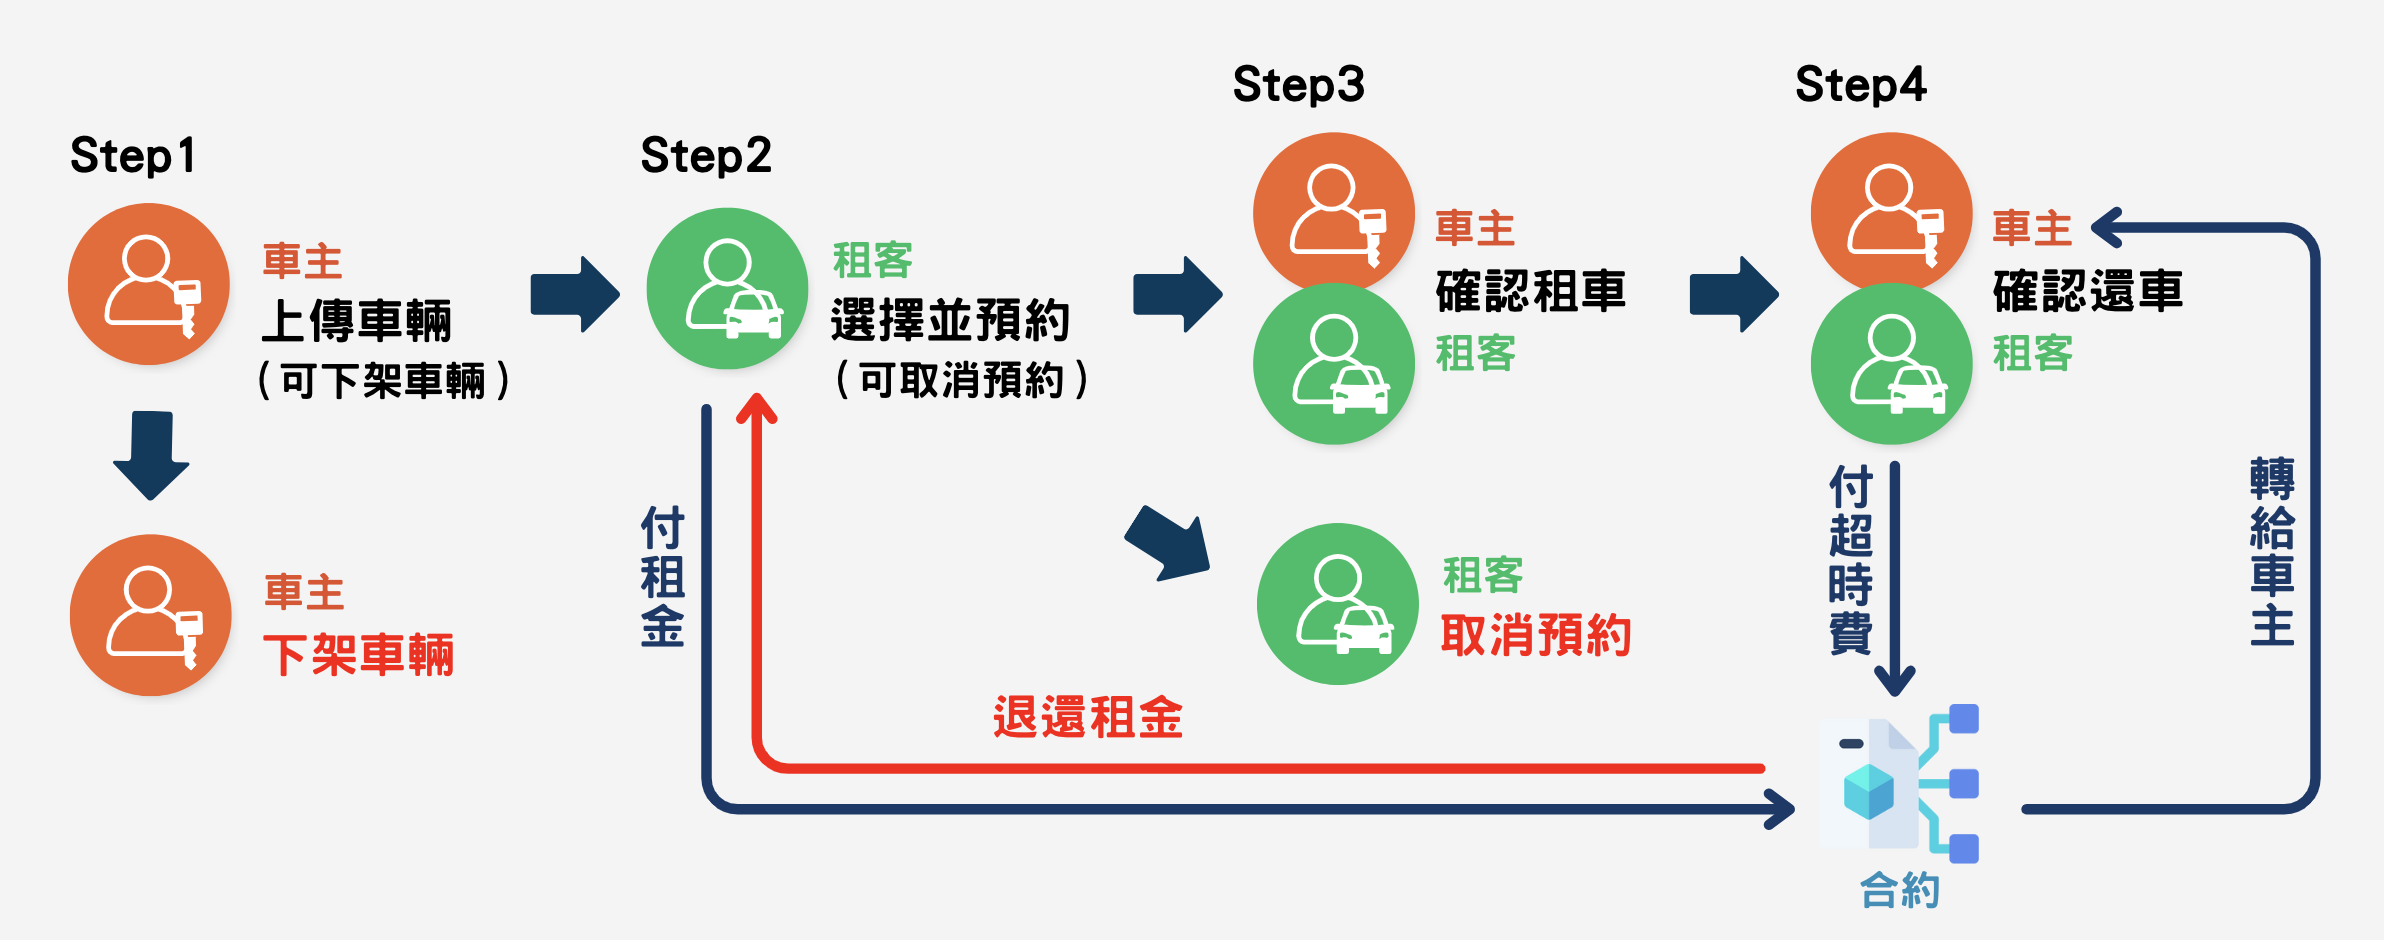 Step1
車主
上傳車輛
(可下架車輛)
車主
下架車輛
Step2
租客
選擇並預約
(可取消預約)
付租金
退還租金
Step3
車主
確認租車
租客
租客
取消預約
Step4
車主
確認還車
租客
付超時費
轉給車主
合約